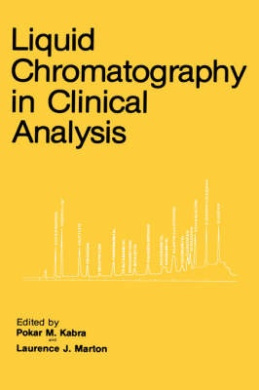 Liquid
Chromatography
in Clinical
Analysis
Edited by
Pokar M. Kabra
and
Laurence J. Marton